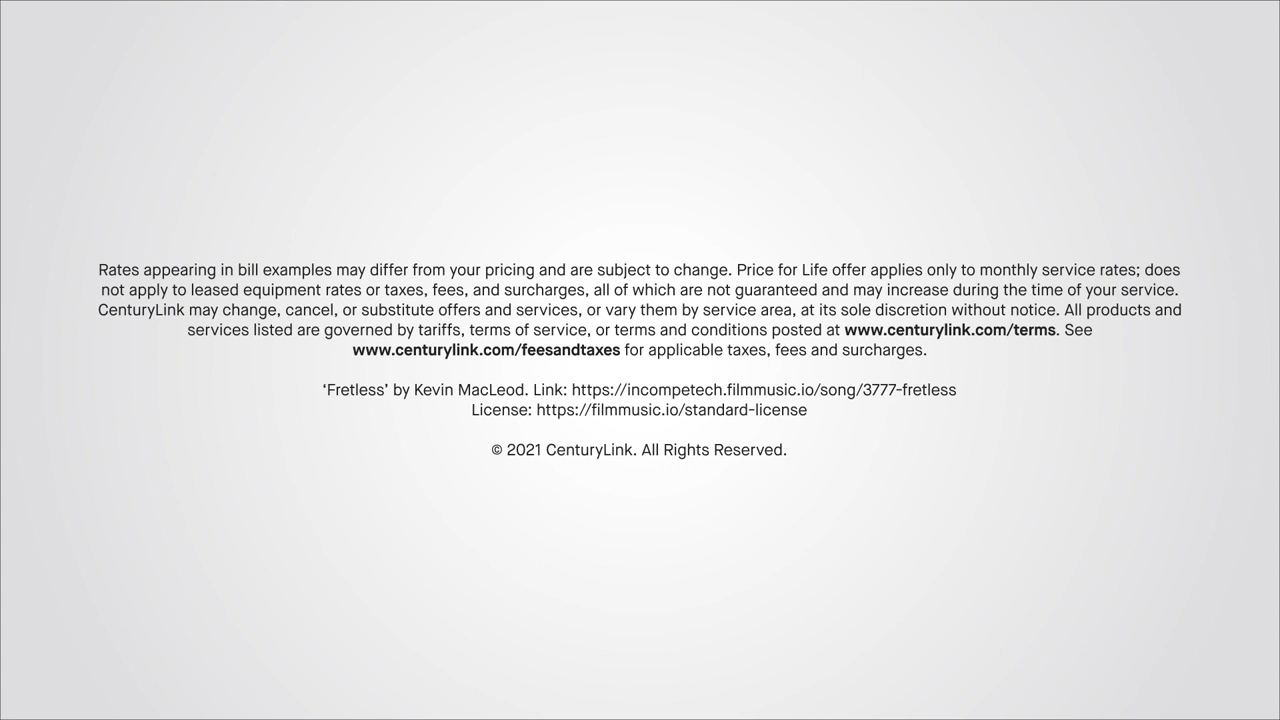 Rates appearing in bill examples may differ from your pricing and are subject to change. Price for Life offer applies only to monthly service rates; does
not apply to leased equipment rates or taxes, fees, and surcharges, all of which are not guaranteed and may increase during the time of your service.
CenturyLink may change, cancel, or substitute offers and services, or vary them by service area, at its sole discretion without notice. All products and
services listed are governed by tariffs, terms of service, or terms and conditions posted at www.centurylink.com/terms. See
www.centurylink.com/feesandtaxes for applicable taxes, fees and surcharges.
‘Fretless’ by Kevin MacLeod. Link: https://incompetech.filmmusic.io/song/3777-fretless
License: https://filmmusic.io/standard-license
© 2021 CenturyLink. All Rights Reserved.